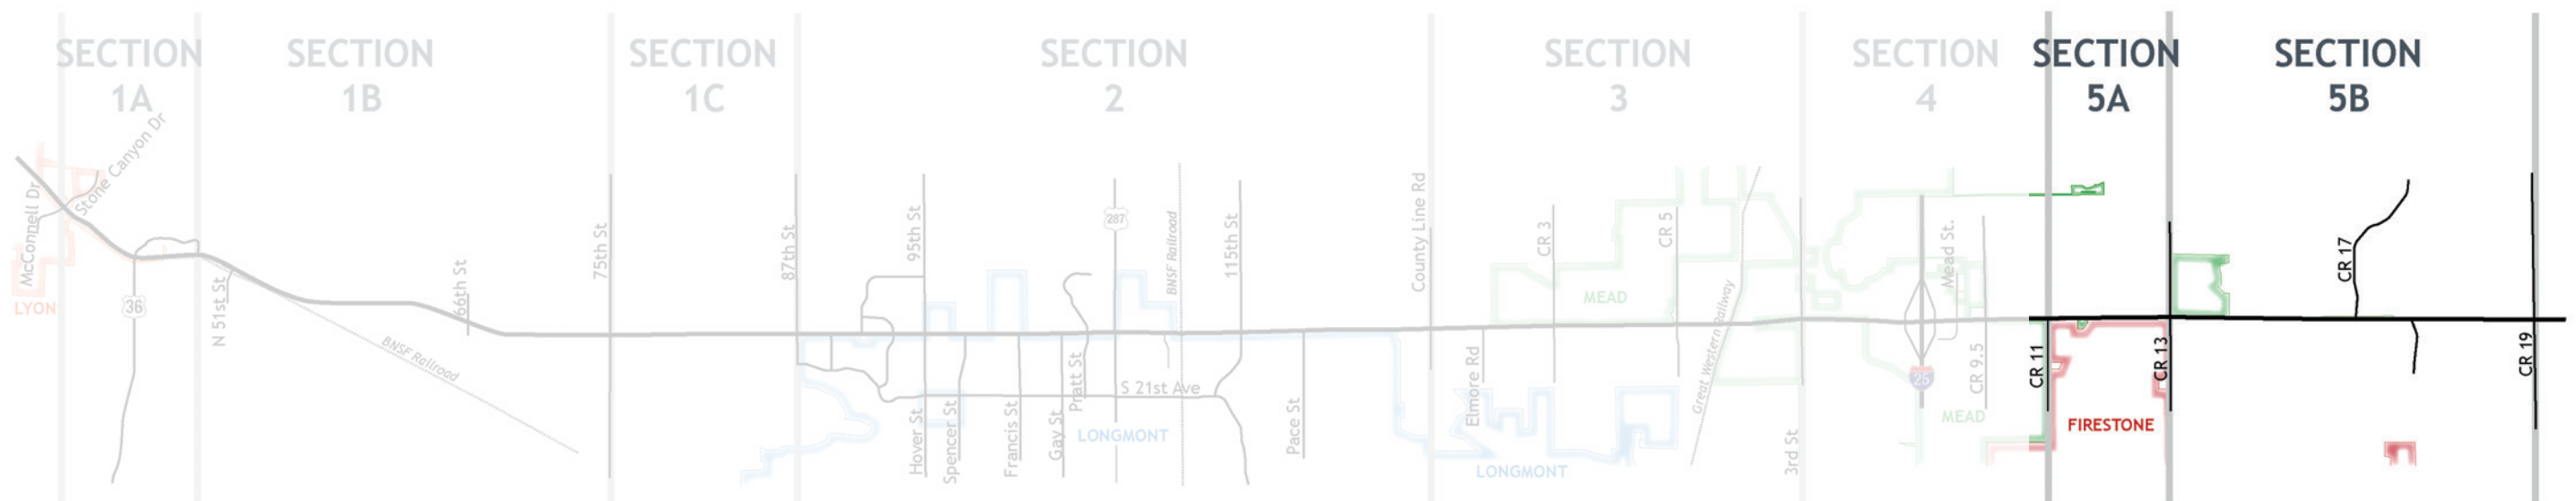 SECTION
1A
SECTION
1B
SECTION
1C
SECTION
2
SECTION
3
SECTION
4
SECTION
5A
SECTION
5B
McConnell Dr
Stone Canyon Dr
LYON
36
N 51st St
BNSF Railroad
66th St
75th St
87th St
95th St
Hover St
Spencer St
Francis St
Gay St
Pratt St
287
BNSF Railroad
115th St
S 21st Ave
LONGMONT
Pace St
County Line Rd
Elmore Rd
LONGMONT
CR 3
MEAD
CR 5
Great Western Railway
3rd St
25
Mead St.
CR 9.5
MEAD
CR 11
FIRESTONE
CR 13
CR 17
CR 19